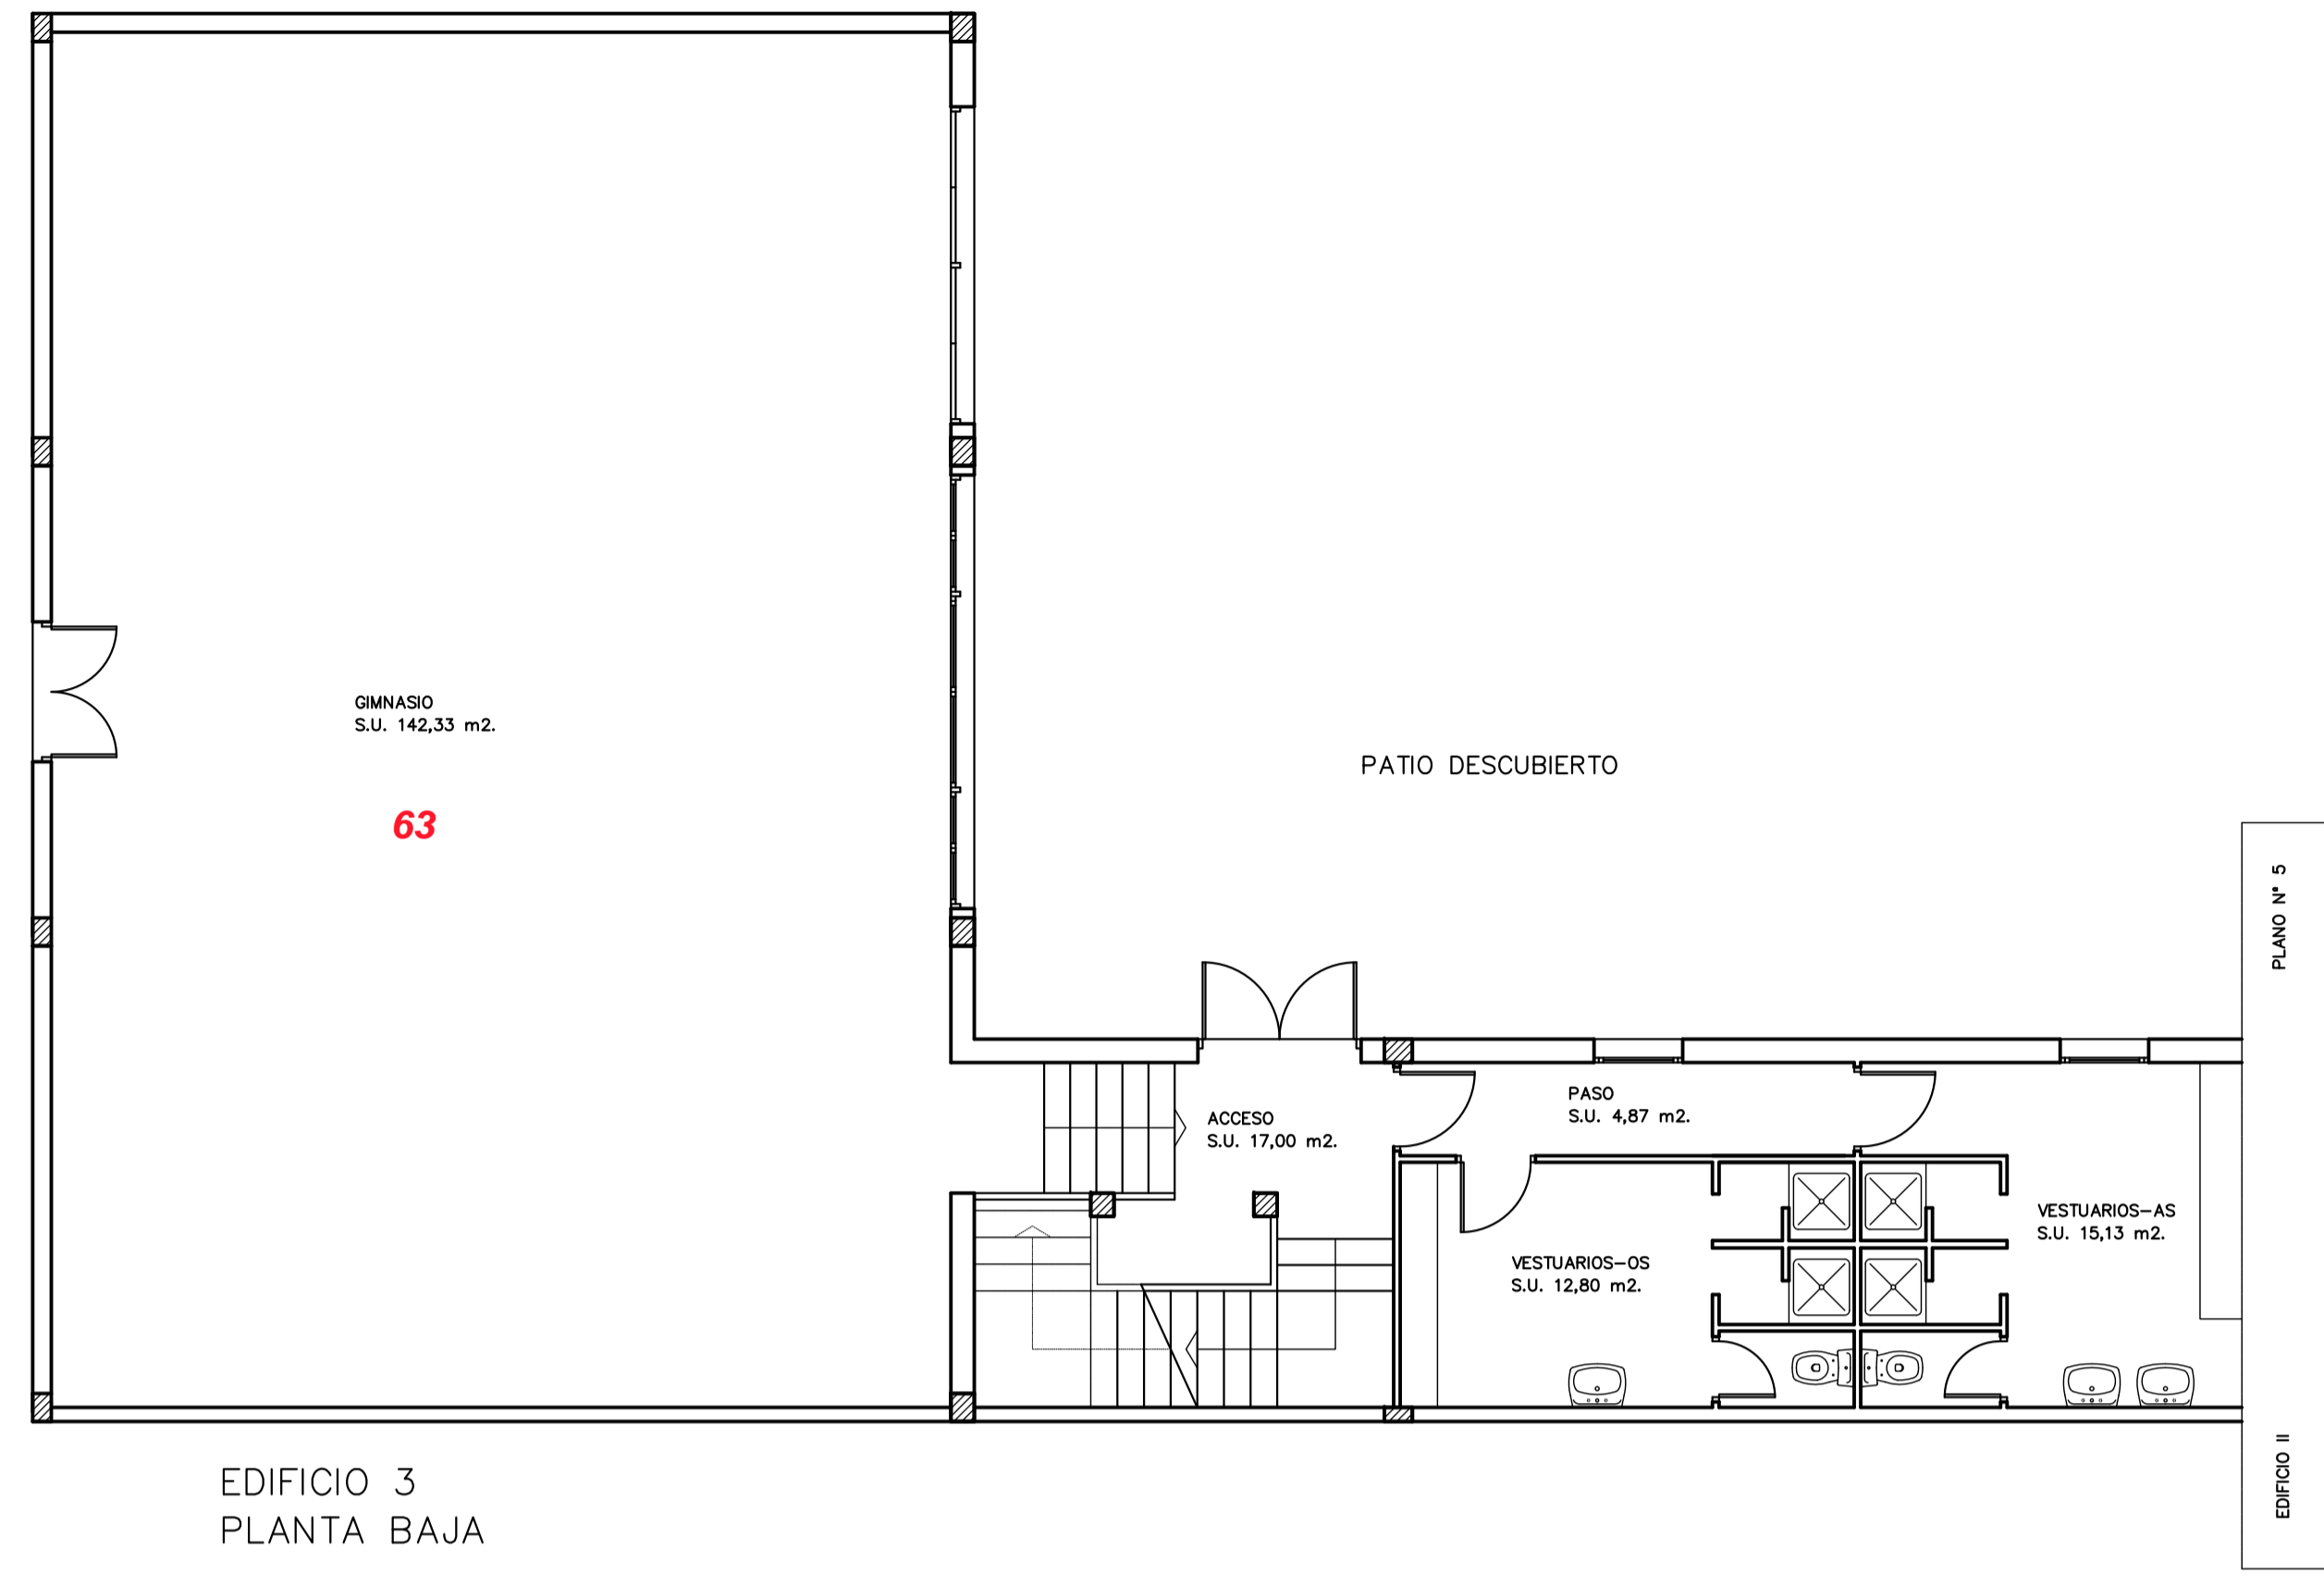 GIMNASIO
S.U. 142,33 m2.
63
PATIO DESCUBIERTO
PLANO Nº 5
ACCESO
S.U. 17,00 m2.
PASO
S.U. 4,87 m2.
VESTUARIOS-OS
S.U. 12,80 m2.
VESTUARIOS-AS
S.U. 15,13 m2.
EDIFICIO II
EDIFICIO 3
PLANTA BAJA